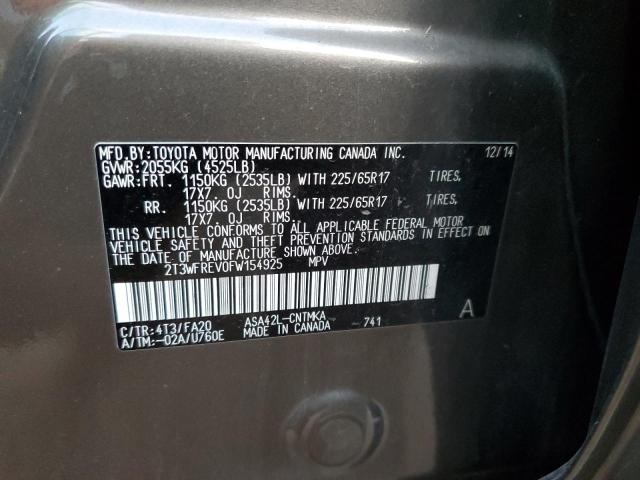 MFD.BY:TOYOTA MOTOR MANUFACTURING CANADA INC. 12/14
GVWR:2055KG (4525LB)
GAWR:FRT. 1150KG (2535LB) WITH 225/65R17 TIRES,
17X7 0J RIMS.
RR. 1150KG (2535LB) WITH 225/65R17 TIRES,
17X7 0J RIMS.
THIS VEHICLE CONFORMS TO ALL APPLICABLE FEDERAL MOTOR
VEHICLE SAFETY AND THEFT PREVENTION STANDARDS IN EFFECT ON
THE DATE OF MANUFACTURE SHOWN ABOVE.
2T3WFREV0FW154925 MPV
C/TR:4T3/FA20 ASA42L-CNTMKA 741 A
A/TM:-02A/U760E MADE IN CANADA